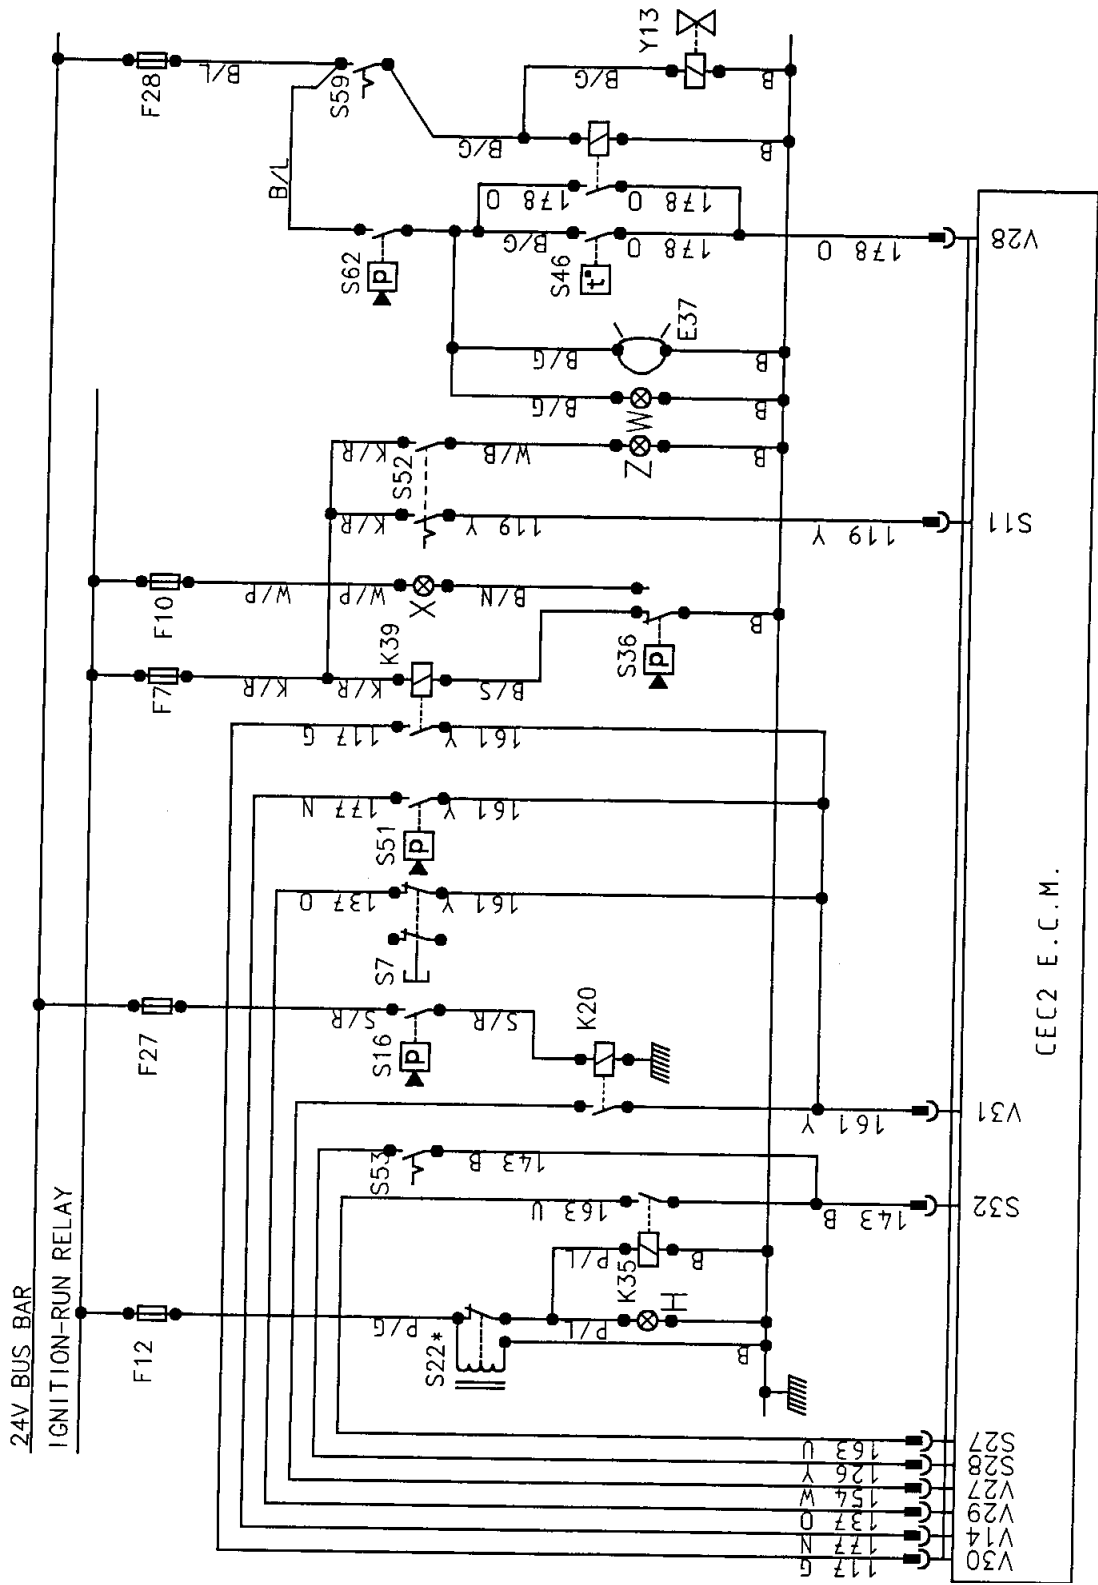 24V BUS BAR
IGNITION-RUN RELAY
F12
F27
F7
F10
F28
P/G
S/R
K/R
W/P
B/L
B/L
S22*
P/L
P/L
K35
H
B
B
163 U
S53
143 B
143 B
S16
S/R
S/R
K20
161 Y
S7
137 O
161 Y
S51
177 N
161 Y
117 G
161 Y
K39
K/R
B/S
W/P
X
B/N
S36
P
B
K/R
S52
119 Y
119 Y
K/R
W/B
Z
B
B/G
W
B
B/G
E37
B
S62
P
B/G
S46
t°
178 O
178 O
178 O
178 O
S59
B/G
B
B/G
Y13
B
P
P
117 G
177 N
137 O
154 W
126 Y
163 U
V30
V14
V29
V27
S28
S27
S32
V31
S11
V28
CEC2 E.C.M.